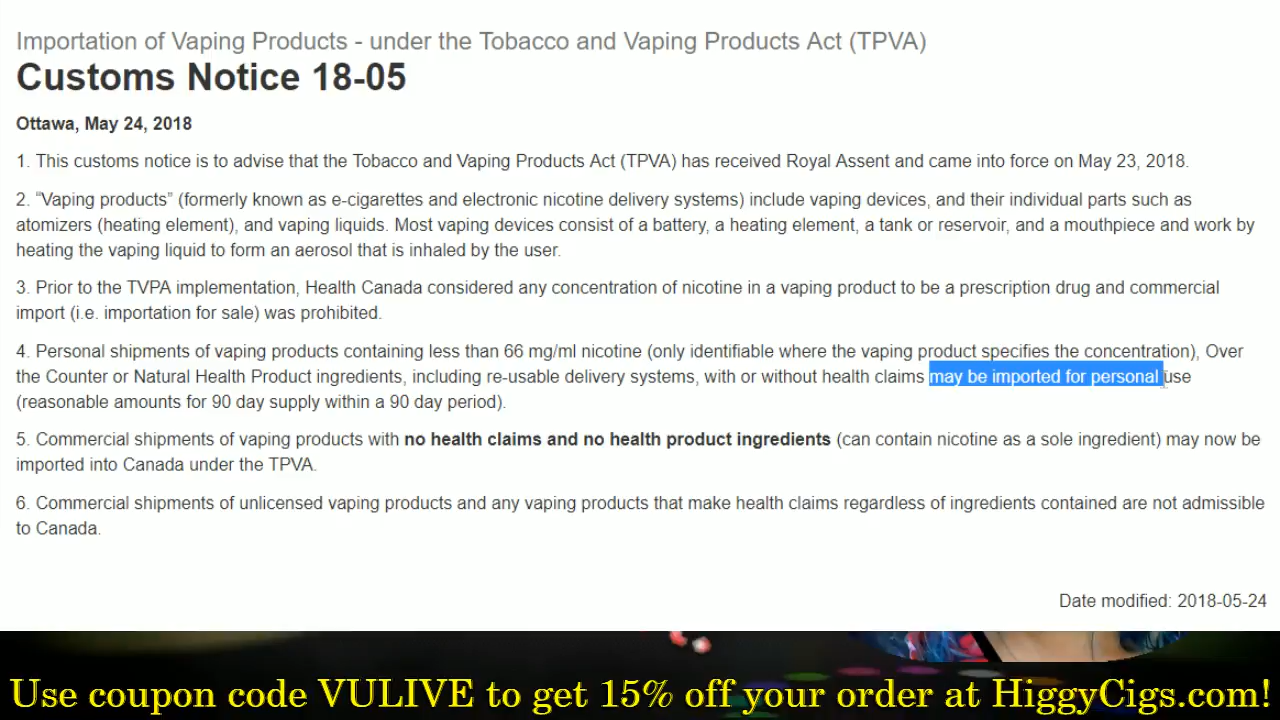 Importation of Vaping Products - under the Tobacco and Vaping Products Act (TPVA)
Customs Notice 18-05
Ottawa, May 24, 2018
1. This customs notice is to advise that the Tobacco and Vaping Products Act (TPVA) has received Royal Assent and came into force on May 23, 2018.
2. “Vaping products” (formerly known as e-cigarettes and electronic nicotine delivery systems) include vaping devices, and their individual parts such as
atomizers (heating element), and vaping liquids. Most vaping devices consist of a battery, a heating element, a tank or reservoir, and a mouthpiece and work by
heating the vaping liquid to form an aerosol that is inhaled by the user.
3. Prior to the TVPA implementation, Health Canada considered any concentration of nicotine in a vaping product to be a prescription drug and commercial
import (i.e. importation for sale) was prohibited.
4. Personal shipments of vaping products containing less than 66 mg/ml nicotine (only identifiable where the vaping product specifies the concentration), Over
the Counter or Natural Health Product ingredients, including re-usable delivery systems, with or without health claims may be imported for personal use
(reasonable amounts for 90 day supply within a 90 day period).
5. Commercial shipments of vaping products with no health claims and no health product ingredients (can contain nicotine as a sole ingredient) may now be
imported into Canada under the TPVA.
6. Commercial shipments of unlicensed vaping products and any vaping products that make health claims regardless of ingredients contained are not admissible
to Canada.
Date modified: 2018-05-24
Use coupon code VULIVE to get 15% off your order at HiggyCigs.com!